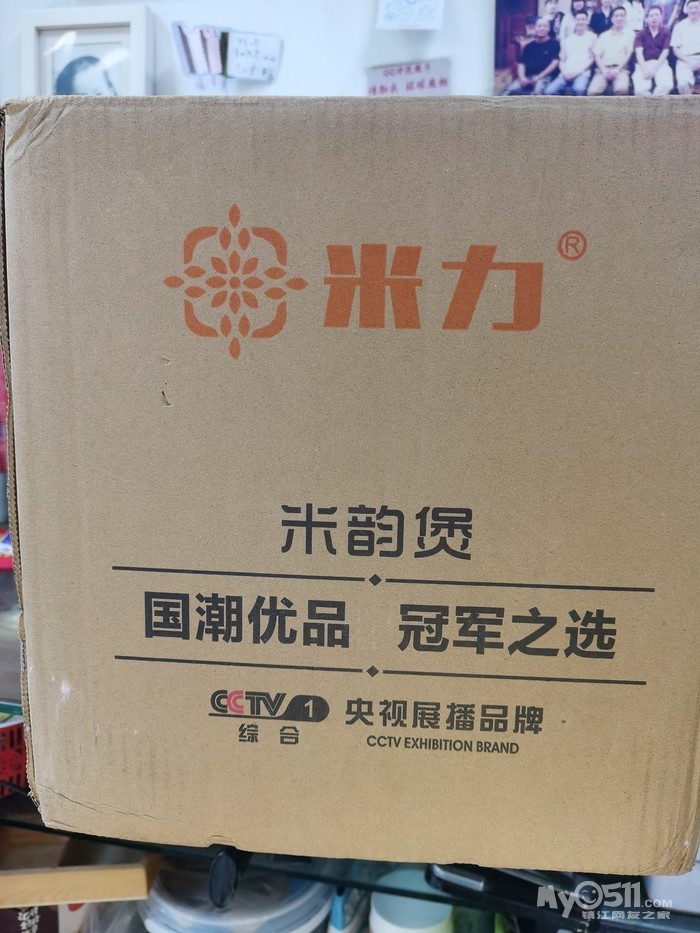 米力®
米韵煲
国潮优品 冠军之选
CCTV 1 央视展播品牌
综合 CCTV EXHIBITION BRAND
MY0511.COM
镇江网友之家